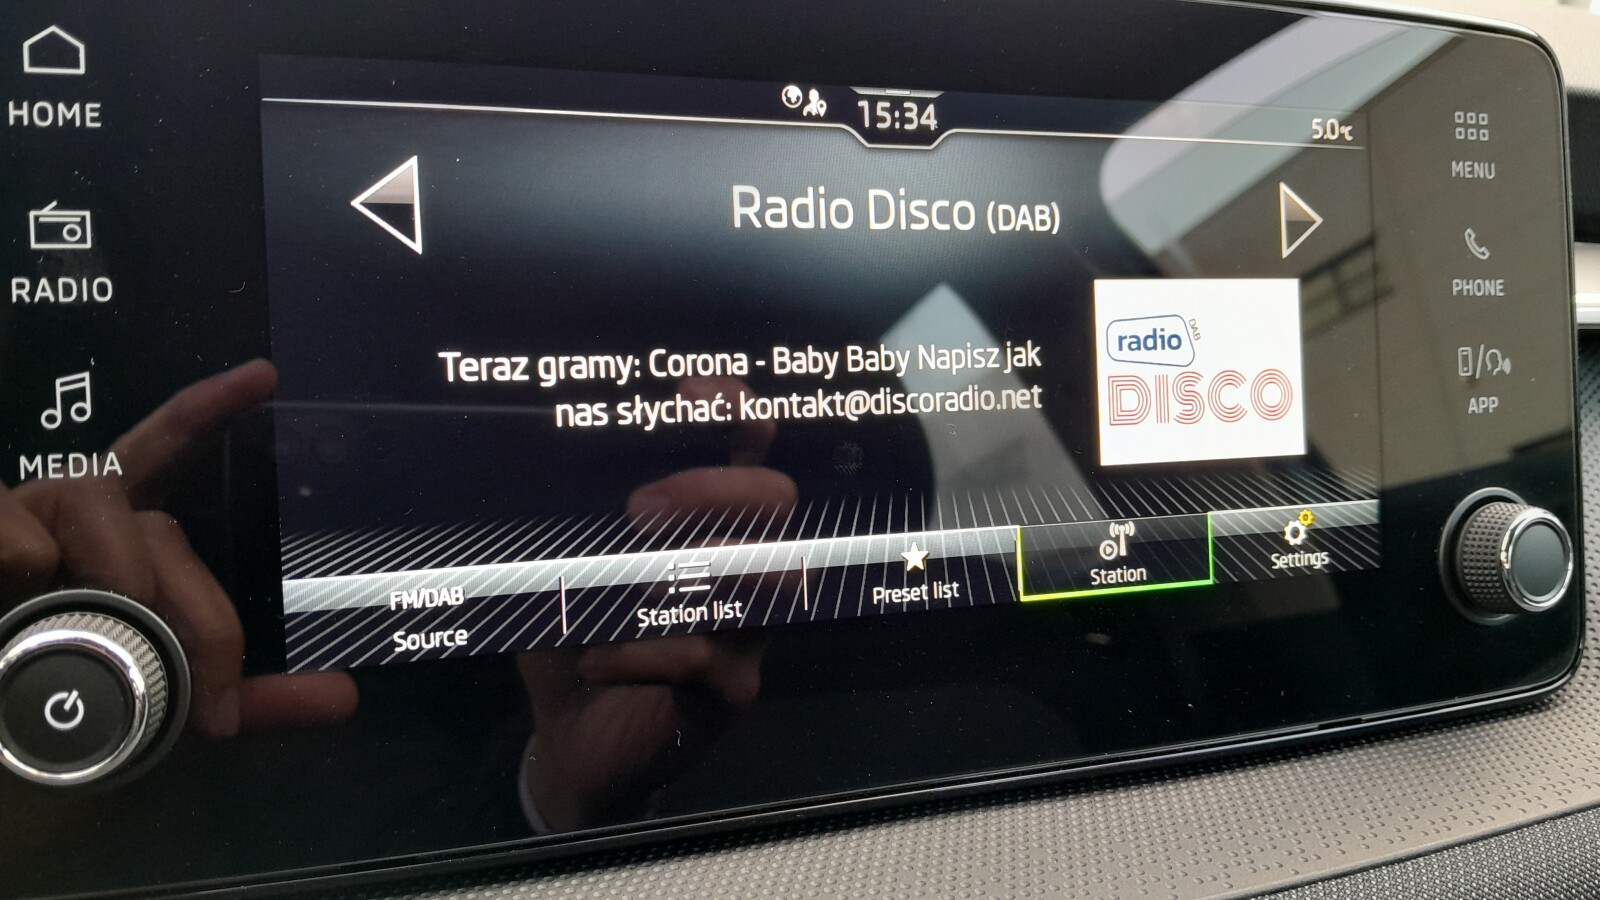 HOME
RADIO
MEDIA
15:34
5.0°C
Radio Disco (DAB)
Teraz gramy: Corona - Baby Baby Napisz jak
nas słychać: kontakt@discoradio.net
radio
DAB
DISCO
FM/DAB
Source
Station list
Preset list
Station
Settings
MENU
PHONE
APP